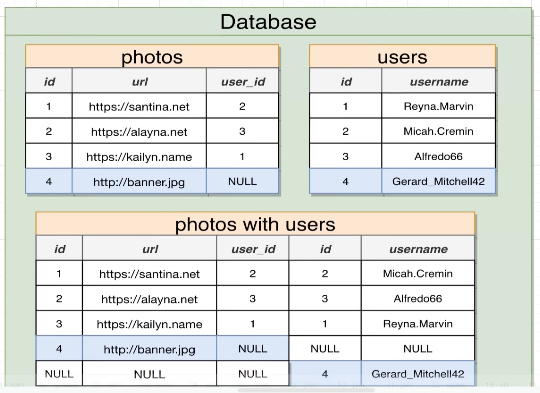 Database
photos users
id url user_id id username
1 https://santina.net 2 1 Reyna.Marvin
2 https://alayna.net 3 2 Micah.Cremin
3 https://kailyn.name 1 3 Alfredo66
4 http://banner.jpg NULL 4 Gerard_Mitchell42
photos with users
id url user_id id username
1 https://santina.net 2 2 Micah.Cremin
2 https://alayna.net 3 3 Alfredo66
3 https://kailyn.name 1 1 Reyna.Marvin
4 http://banner.jpg NULL NULL NULL
NULL NULL NULL 4 Gerard_Mitchell42